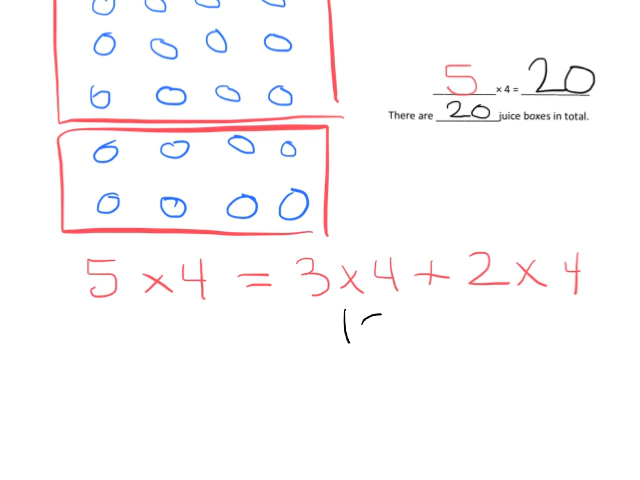 5 × 4 = 20
There are 20 juice boxes in total.
5 × 4 = 3 × 4 + 2 × 4